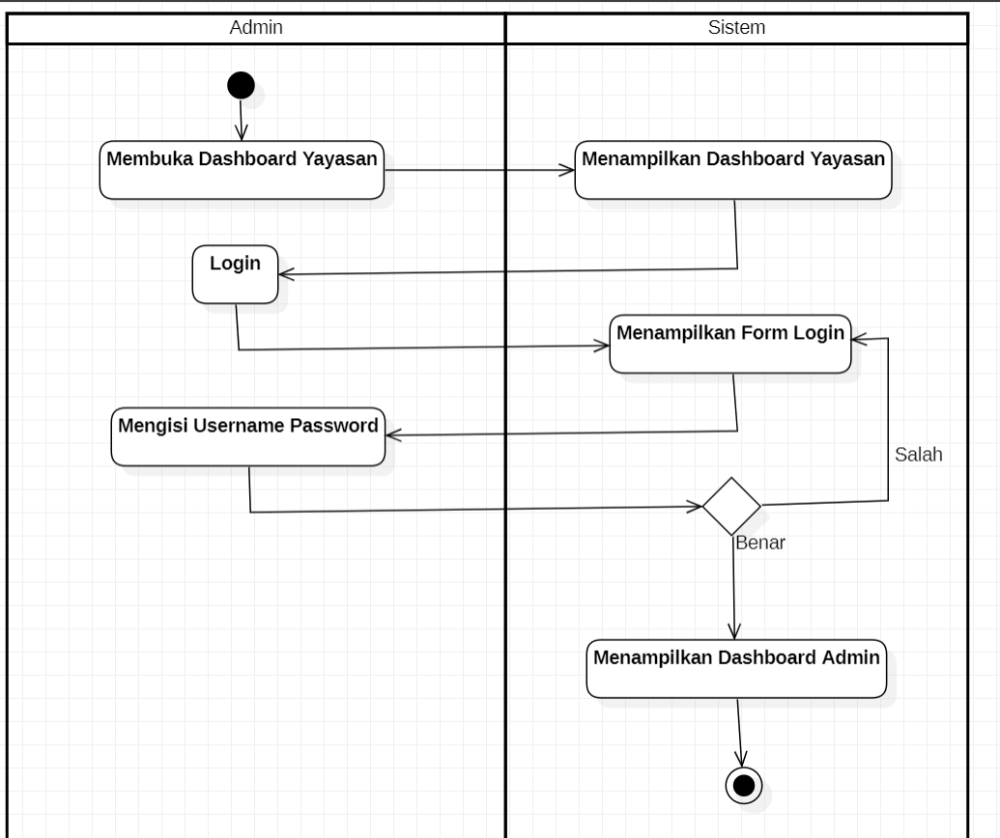 Admin
Sistem
Membuka Dashboard Yayasan
Menampilkan Dashboard Yayasan
Login
Menampilkan Form Login
Mengisi Username Password
Salah
Benar
Menampilkan Dashboard Admin